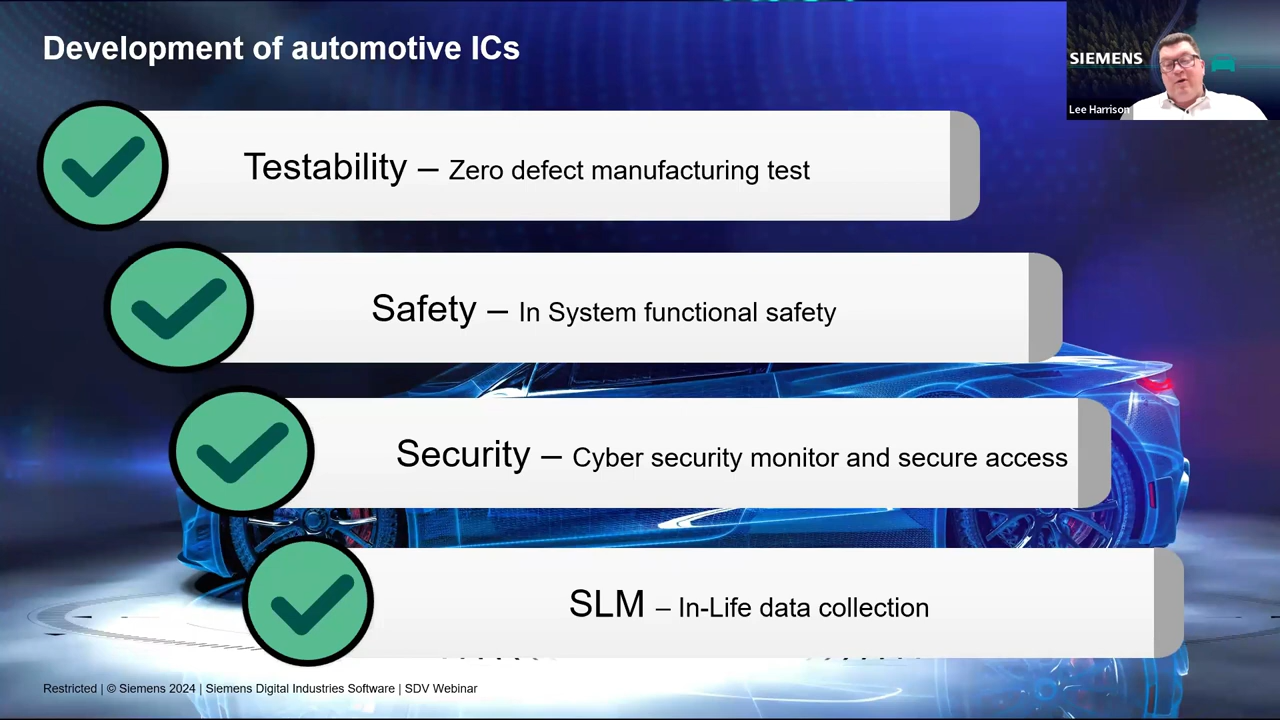 Development of automotive ICs
SIEMENS
Lee Harrison
Testability – Zero defect manufacturing test
Safety – In System functional safety
Security – Cyber security monitor and secure access
SLM – In-Life data collection
Restricted | © Siemens 2024 | Siemens Digital Industries Software | SDV Webinar